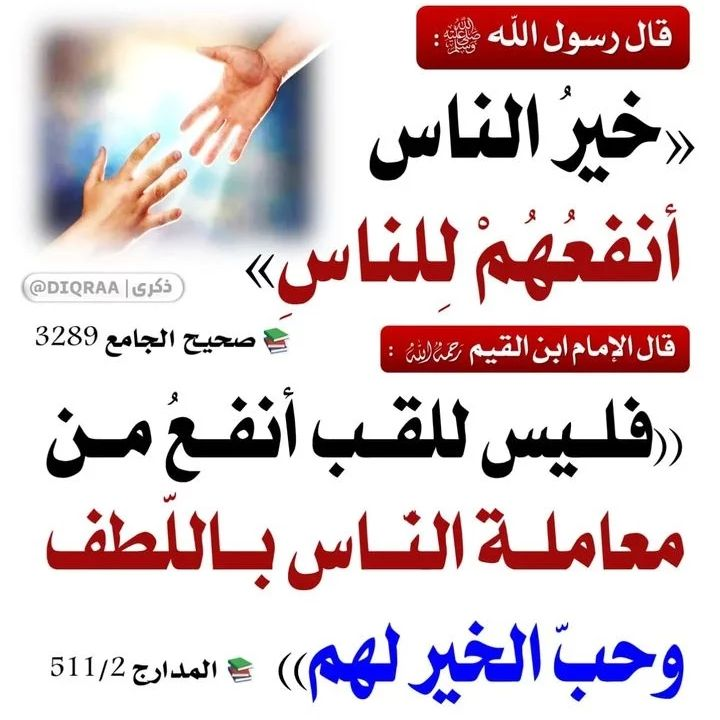 قال رسول الله ﷺ :
«خيرُ الناس
أنفعُهُمْ لِلناسِ»
ذكرى | DIQRAA@
صحيح الجامع 3289
قال الإمام ابن القيم رحمه الله :
((فليس للقب أنفعُ من
معاملة النّاس باللّطف
وحبّ الخير لهم))
المدارج 511/2